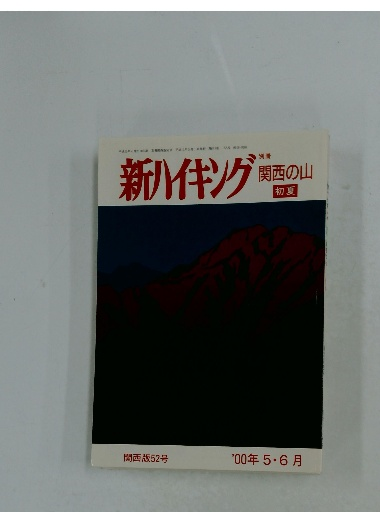 新ハイキング 別冊 関西の山
初夏
関西版52号 '00年 5・6月